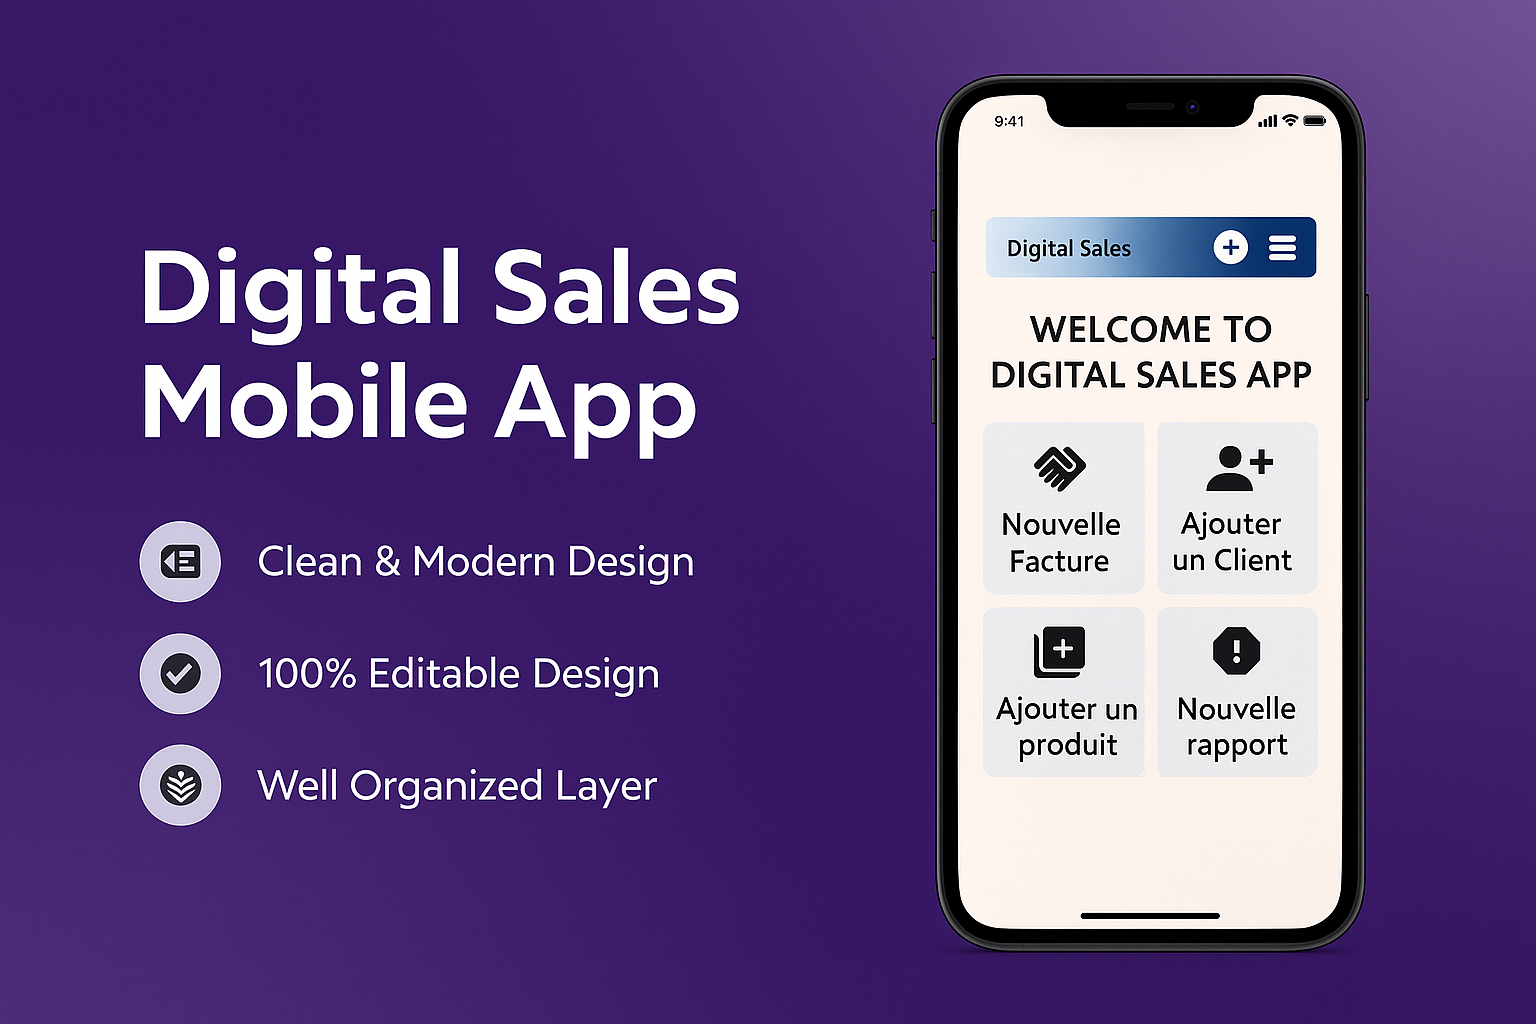 Digital Sales
Mobile App
Clean & Modern Design
100% Editable Design
Well Organized Layer
9:41
Digital Sales
WELCOME TO
DIGITAL SALES APP
Nouvelle
Facture
Ajouter
un Client
Ajouter un
produit
Nouvelle
rapport